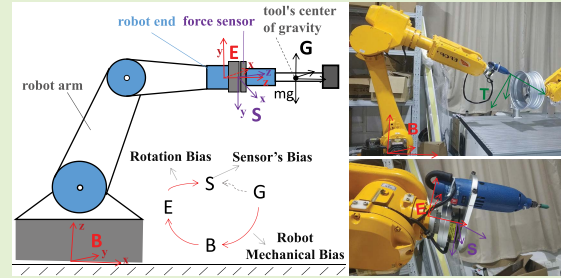 tool's center
of gravity
robot end force sensor
E
G
y
x
z
z
x
y
S
mg
robot arm
Rotation Bias
Sensor's Bias
S
G
E
B
Robot
Mechanical Bias
z
B
y
x
T
B
E
S